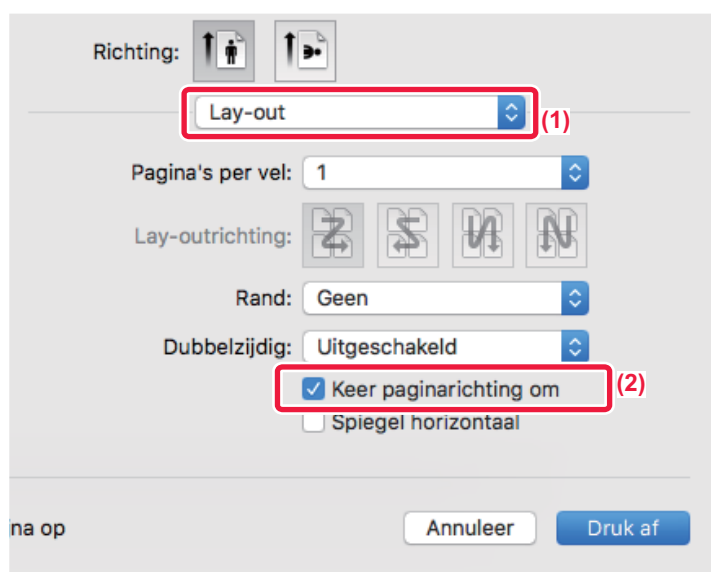 Richting:
Lay-out
(1)
Pagina's per vel: 1
Lay-outrichting:
Rand: Geen
Dubbelzijdig: Uitgeschakeld
Keer paginarichting om
(2)
Spiegel horizontaal
na op
Annuleer
Druk af